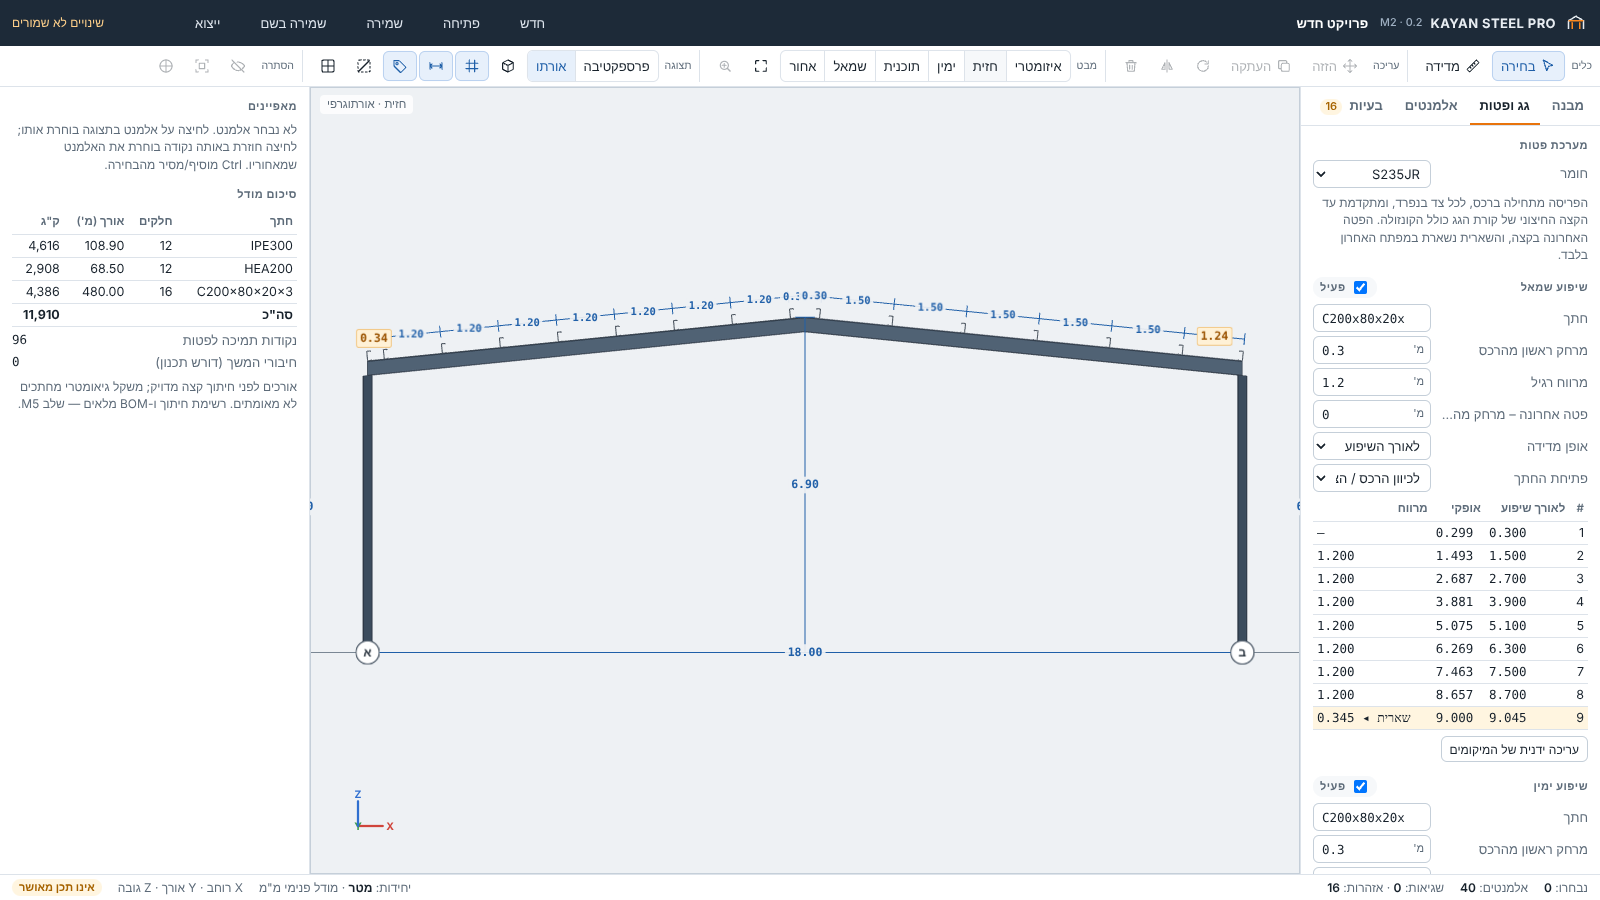 KAYAN STEEL PRO M2 · 0.2 פרויקט חדש
חדש פתיחה שמירה שמירה בשם ייצוא
שינויים לא שמורים
כלים בחירה מדידה עריכה הזזה העתקה
מבט איזומטרי חזית ימין תוכנית שמאל אחור
תצוגה פרספקטיבה אורתו הסתרה
מבנה גג ופטות אלמנטים בעיות 16
מערכת פטות
חומר S235JR
הפריסה מתחילה ברכס, לכל צד בנפרד, ומתקדמת עד
הקצה החיצוני של קורת הגג כולל הקונזולה. הפטה
האחרונה בקצה, והשארית נשארת במפתח האחרון
בלבד.
שיפוע שמאל פעיל
חתך C200x80x20x
מרחק ראשון מהרכס 0.3 מ'
מרווח רגיל 1.2 מ'
פטה אחרונה – מרחק מה... 0 מ'
אופן מדידה לאורך השיפוע
פתיחת החתך לכיוון הרכס /
# לאורך שיפוע אופקי מרווח
1 0.300 0.299 —
2 1.500 1.493 1.200
3 2.700 2.687 1.200
4 3.900 3.881 1.200
5 5.100 5.075 1.200
6 6.300 6.269 1.200
7 7.500 7.463 1.200
8 8.700 8.657 1.200
9 9.045 9.000 שארית ◂ 0.345
עריכה ידנית של המיקומים
שיפוע ימין פעיל
חתך C200x80x20x
מרחק ראשון מהרכס 0.3 מ'
חזית · אורתוגרפי
0.34 1.20 1.20 1.20 1.20 1.20 1.20 1.20 0.30 1.50 1.50 1.50 1.50 1.50 1.24
6.90
18.00
א ב
Z
X
מאפיינים
לא נבחר אלמנט. לחיצה על אלמנט בתצוגה בוחרת אותו;
לחיצה חוזרת באותה נקודה בוחרת את האלמנט
שמאחוריו. Ctrl מוסיף/מסיר מהבחירה.
סיכום מודל
חתך חלקים אורך (מ') ק"ג
IPE300 12 108.90 4,616
HEA200 12 68.50 2,908
C200×80×20×3 16 480.00 4,386
סה"כ 11,910
נקודות תמיכה לפטות 96
חיבורי המשך (דורש תכנון) 0
אורכים לפני חיתוך קצה מדויק; משקל גיאומטרי מחתכים
לא מאומתים. רשימת חיתוך ו-BOM מלאים — שלב M5.
נבחרו: 0 אלמנטים: 40 שגיאות: 0 · אזהרות: 16
יחידות: מטר · מודל פנימי מ"מ X רוחב · Y אורך · Z גובה אינו תכן מאושר